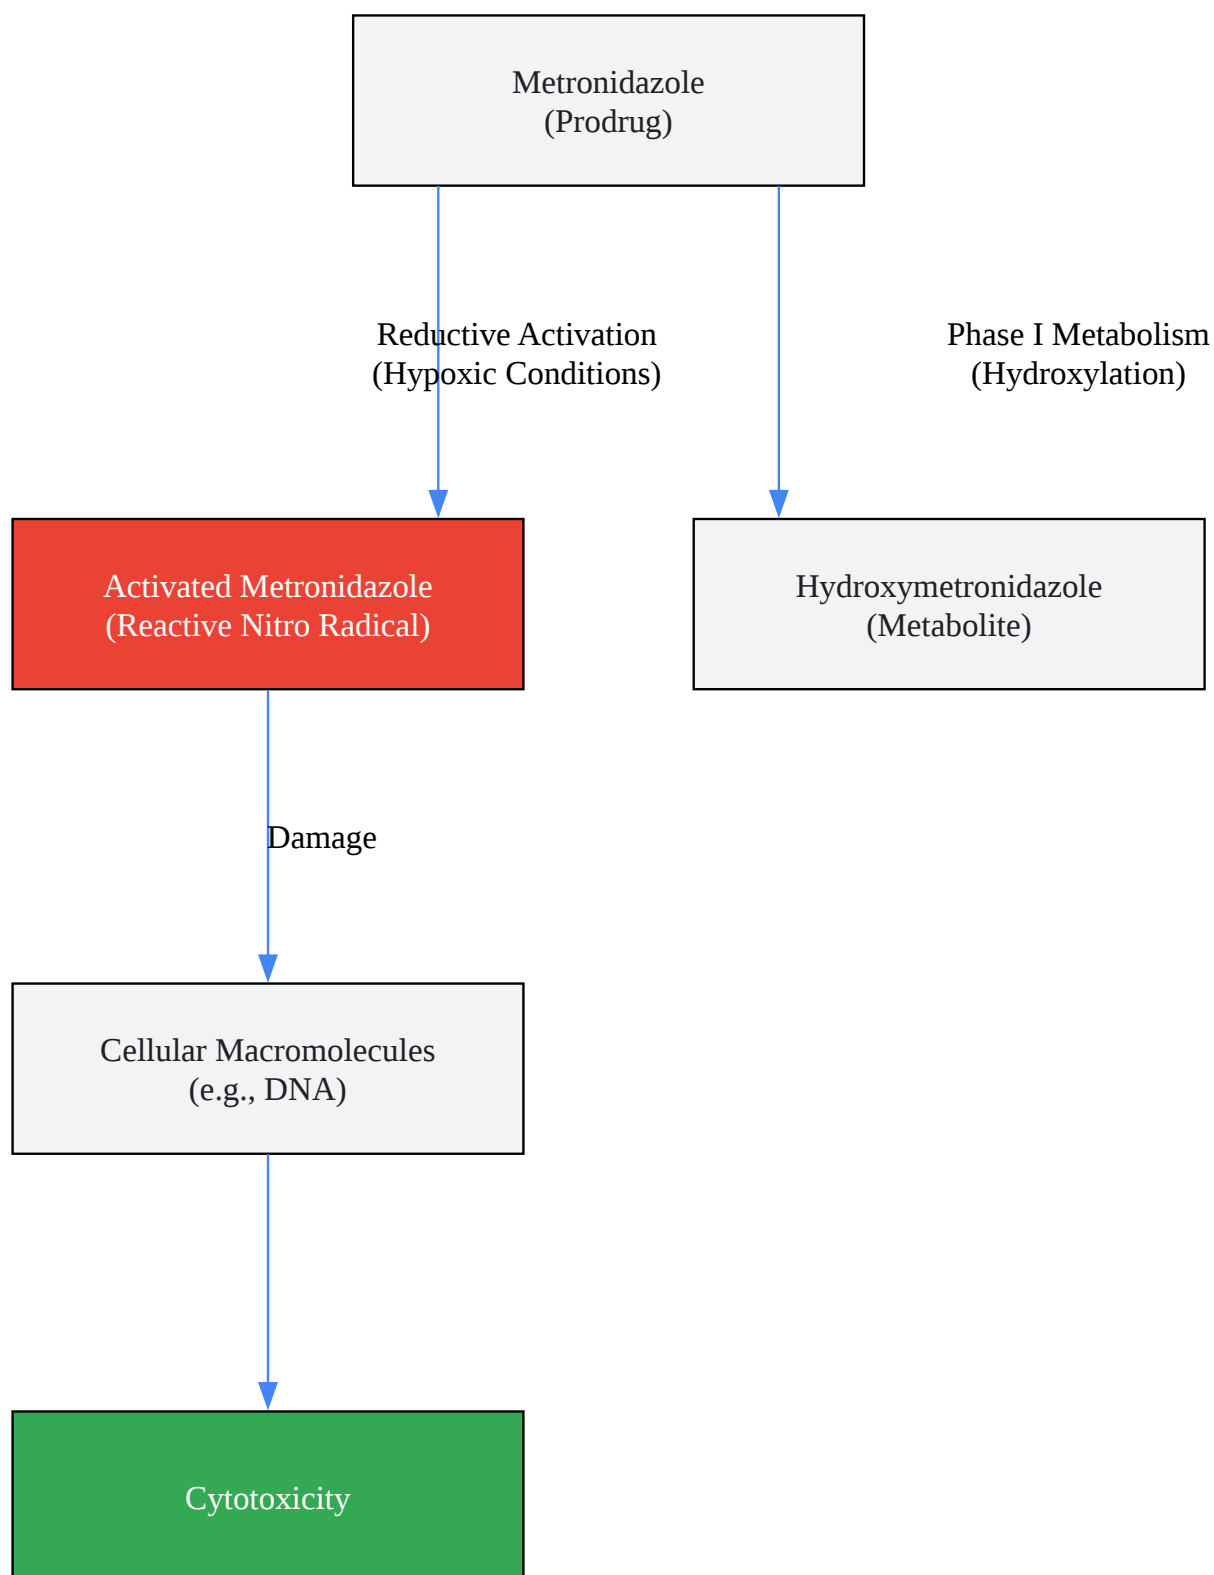 Metronidazole
(Prodrug)
Reductive Activation
(Hypoxic Conditions)
Phase I Metabolism
(Hydroxylation)
Activated Metronidazole
(Reactive Nitro Radical)
Hydroxymetronidazole
(Metabolite)
Damage
Cellular Macromolecules
(e.g., DNA)
Cytotoxicity